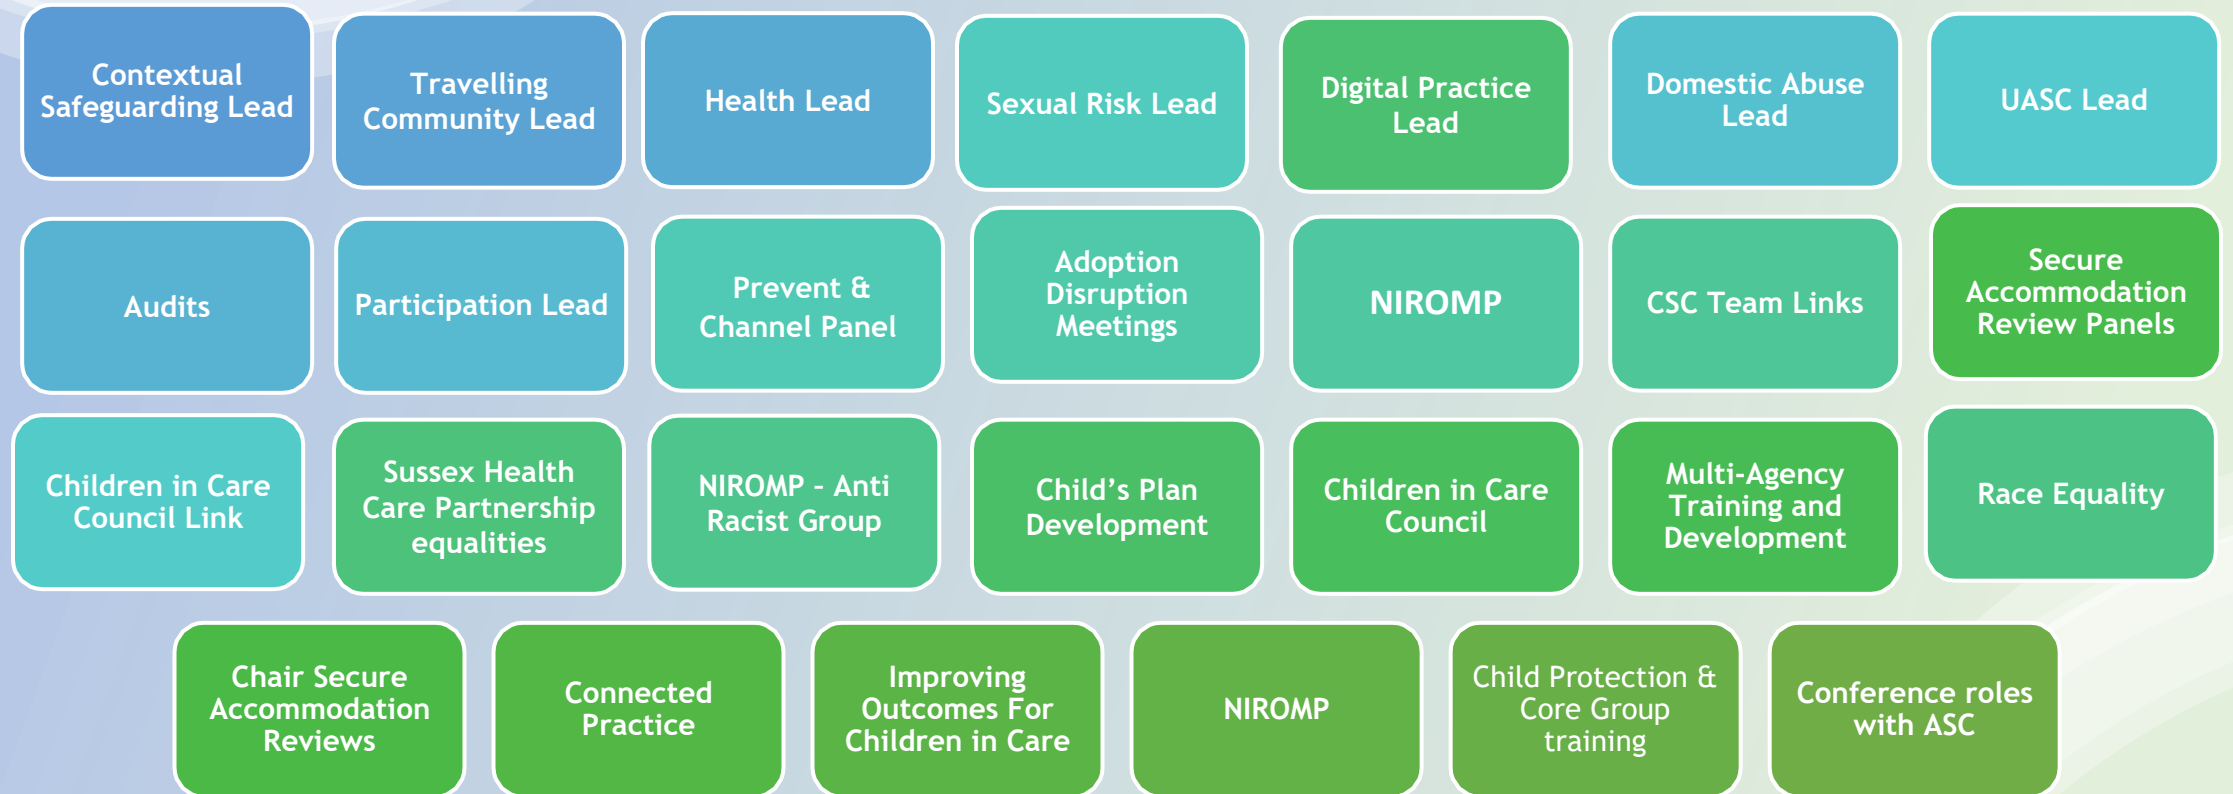 Contextual
Safeguarding Lead
Travelling
Community Lead
Health Lead
Sexual Risk Lead
Digital Practice
Lead
Domestic Abuse
Lead
UASC Lead
Audits
Participation Lead
Prevent &
Channel Panel
Adoption
Disruption
Meetings
NIROMP
CSC Team Links
Secure
Accommodation
Review Panels
Children in Care
Council Link
Sussex Health
Care Partnership
equalities
NIROMP – Anti
Racist Group
Child’s Plan
Development
Children in Care
Council
Multi-Agency
Training and
Development
Race Equality
Chair Secure
Accommodation
Reviews
Connected
Practice
Improving
Outcomes For
Children in Care
NIROMP
Child Protection &
Core Group
training
Conference roles
with ASC